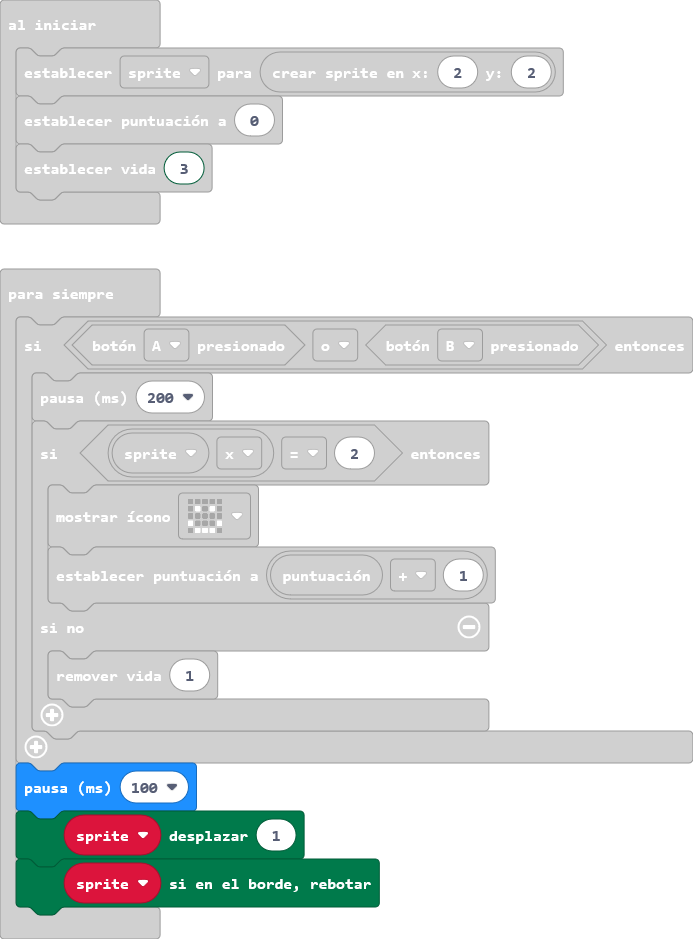 al iniciar
establecer sprite para crear sprite en x: 2 y: 2
establecer puntuación a 0
establecer vida 3
para siempre
si botón A presionado o botón B presionado entonces
pausa (ms) 200
si sprite x = 2 entonces
mostrar ícono
establecer puntuación a puntuación + 1
si no
remover vida 1
pausa (ms) 100
sprite desplazar 1
sprite si en el borde, rebotar